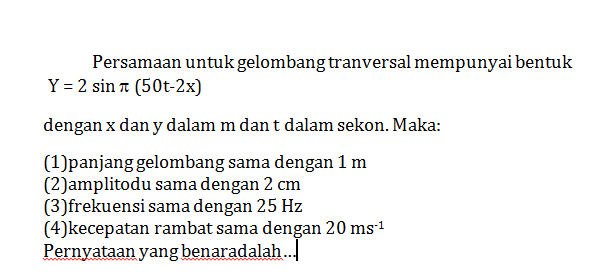 Persamaan untuk gelombang tranversal mempunyai bentuk
Y = 2 sin π (50t-2x)
dengan x dan y dalam m dan t dalam sekon. Maka:
(1)panjang gelombang sama dengan 1 m
(2)amplitodu sama dengan 2 cm
(3)frekuensi sama dengan 25 Hz
(4)kecepatan rambat sama dengan 20 ms⁻¹
Pernyataan yang benaradalah...